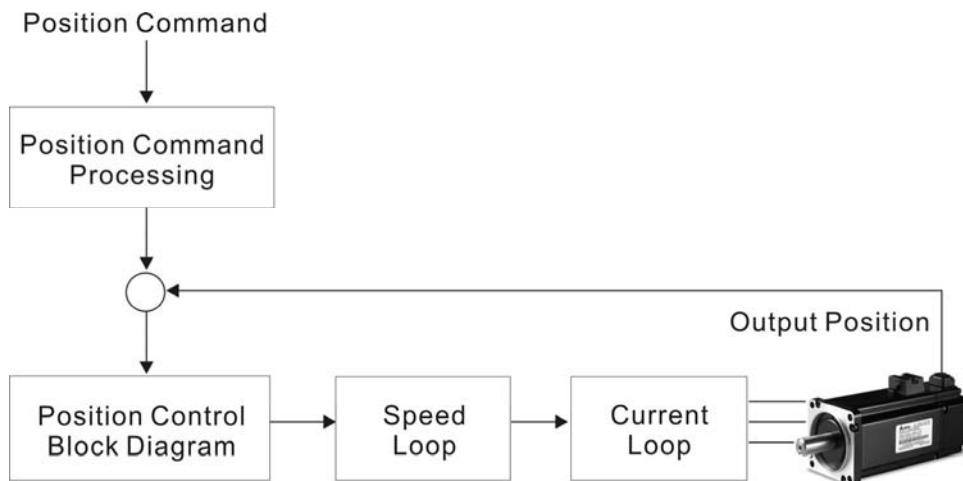 Position Command
Position Command
Processing
Output Position
Position Control
Block Diagram
Speed
Loop
Current
Loop